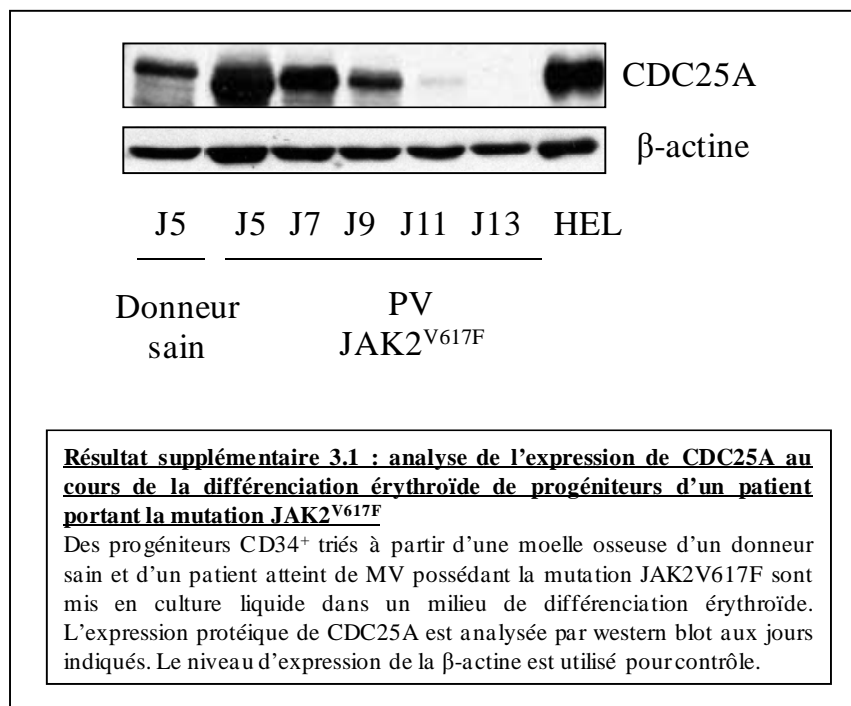 CDC25A
β-actine
J5 J5 J7 J9 J11 J13 HEL
Donneur
sain
PV
JAK2V617F
Résultat supplémentaire 3.1 : analyse de l’expression de CDC25A au
cours de la différenciation érythroïde de progéniteurs d’un patient
portant la mutation JAK2V617F
Des progéniteurs CD34+ triés à partir d’une moelle osseuse d’un donneur
sain et d’un patient atteint de MV possédant la mutation JAK2V617F sont
mis en culture liquide dans un milieu de différenciation érythroïde.
L’expression protéique de CDC25A est analysée par western blot aux jours
indiqués. Le niveau d’expression de la β-actine est utilisé pour contrôle.